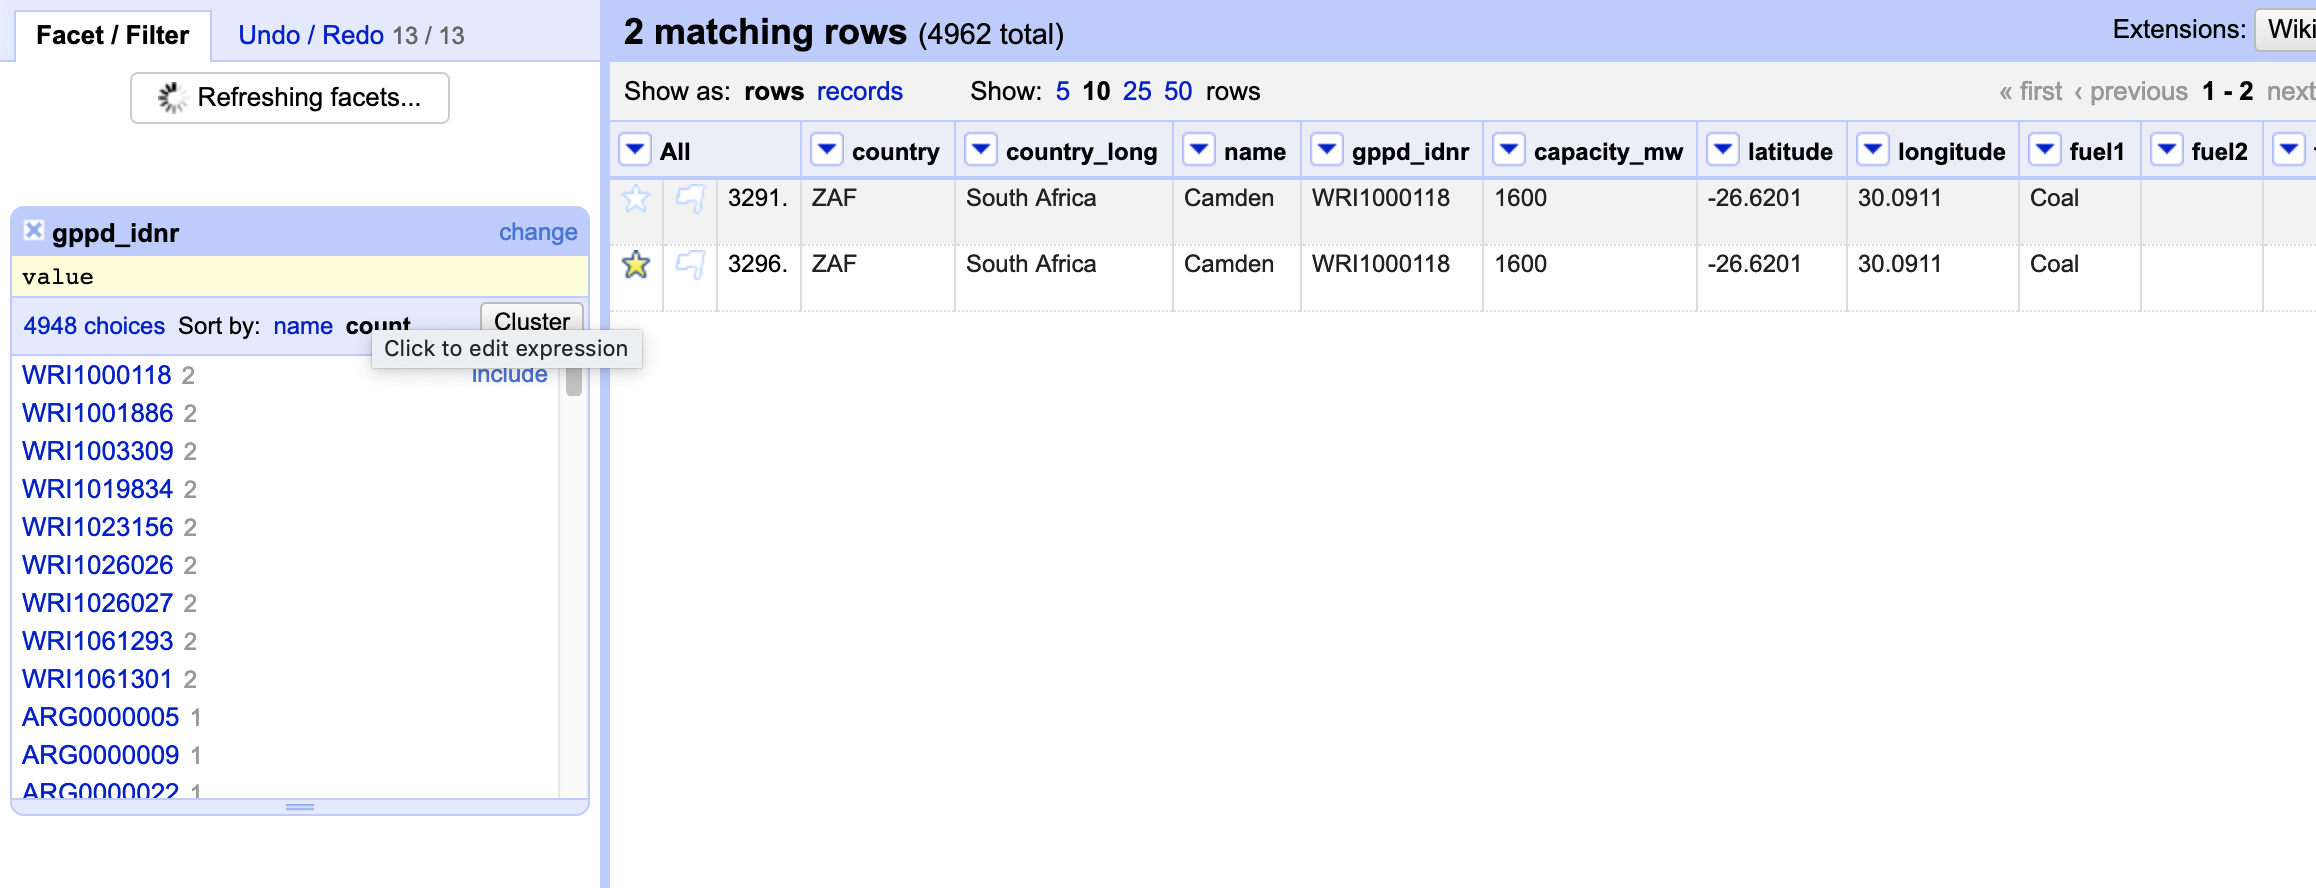 Facet / Filter
Undo / Redo 13 / 13
Refreshing facets...
gppd_idnr change
value
4948 choices Sort by: name count Cluster
Click to edit expression
WRI1000118 2 include
WRI1001886 2
WRI1003309 2
WRI1019834 2
WRI1023156 2
WRI1026026 2
WRI1026027 2
WRI1061293 2
WRI1061301 2
ARG0000005 1
ARG0000009 1
ARG0000022 1
2 matching rows (4962 total) Extensions: Wiki
Show as: rows records Show: 5 10 25 50 rows « first ‹ previous 1 - 2 next
All country country_long name gppd_idnr capacity_mw latitude longitude fuel1 fuel2
3291. ZAF South Africa Camden WRI1000118 1600 -26.6201 30.0911 Coal
3296. ZAF South Africa Camden WRI1000118 1600 -26.6201 30.0911 Coal